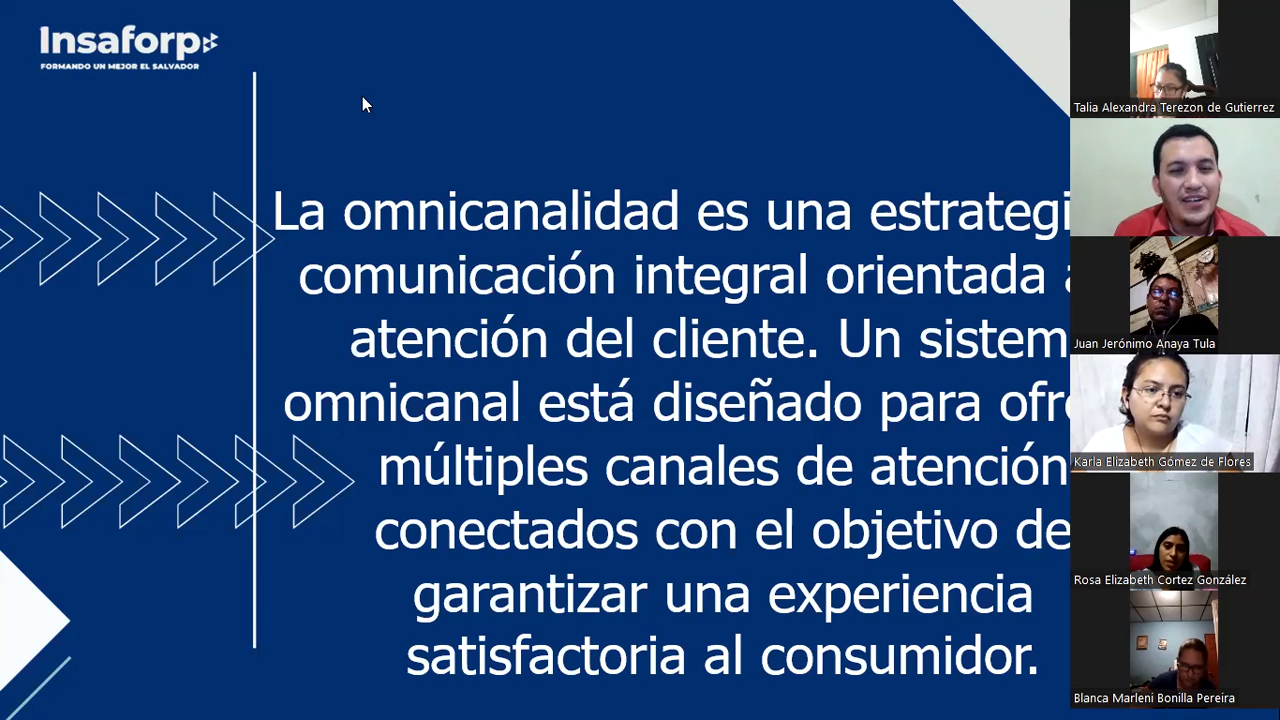 Insaforp
FORMANDO UN MEJOR EL SALVADOR
La omnicanalidad es una estrategi
comunicación integral orientada a
atención del cliente. Un sistem
omnicanal está diseñado para ofre
múltiples canales de atención
conectados con el objetivo de
garantizar una experiencia
satisfactoria al consumidor.
Talia Alexandra Terezon de Gutierrez
Juan Jerónimo Anaya Tula
Karla Elizabeth Gómez de Flores
Rosa Elizabeth Cortez González
Blanca Marleni Bonilla Pereira